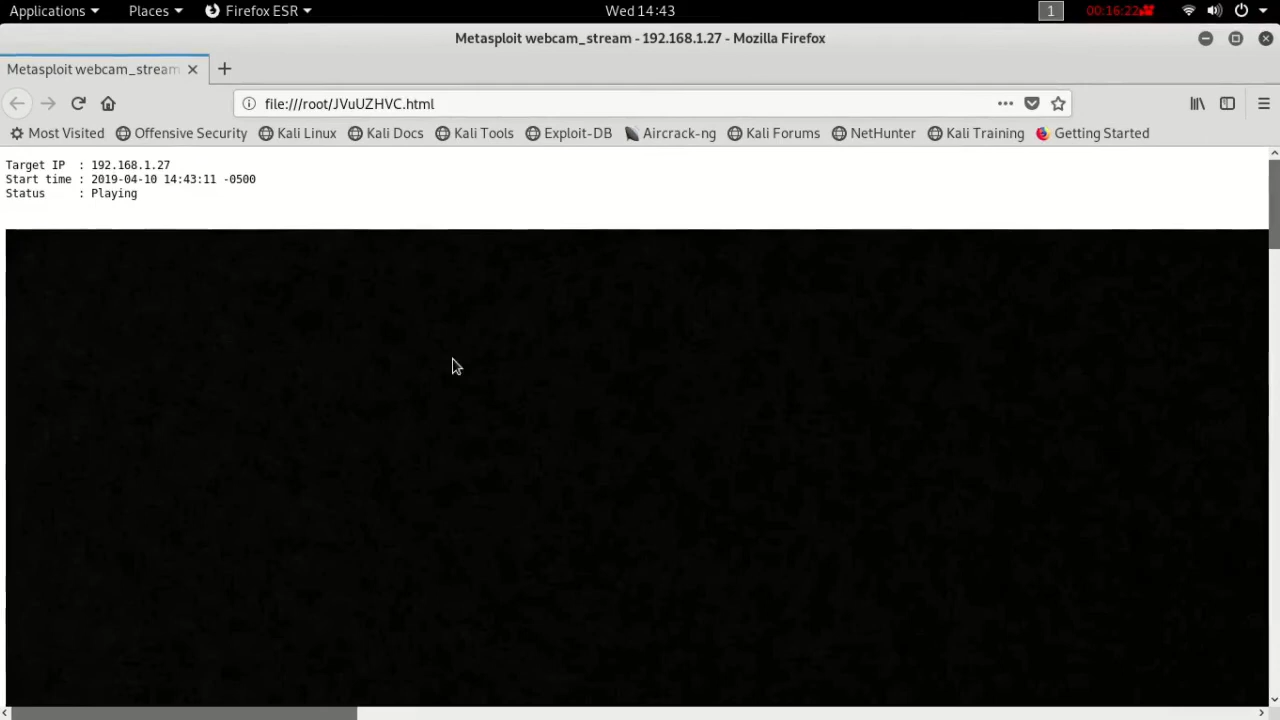 Applications Places Firefox ESR Wed 14:43 1 00:16:22
Metasploit webcam_stream - 192.168.1.27 - Mozilla Firefox
Metasploit webcam_stream
file:///root/JVuUZHVC.html
Most Visited Offensive Security Kali Linux Kali Docs Kali Tools Exploit-DB Aircrack-ng Kali Forums NetHunter Kali Training Getting Started
Target IP : 192.168.1.27
Start time : 2019-04-10 14:43:11 -0500
Status : Playing